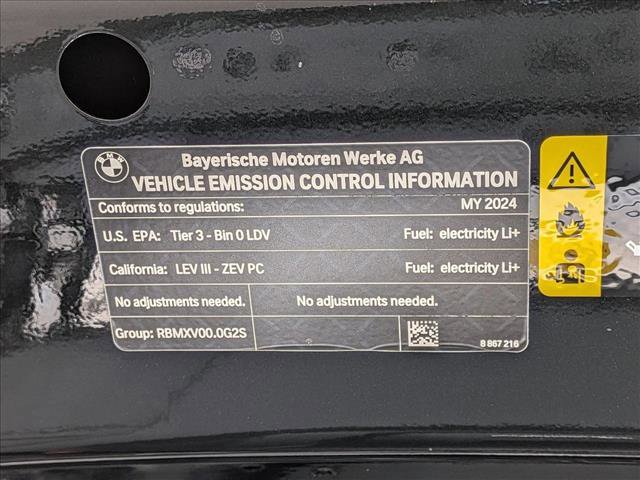 BMW
Bayerische Motoren Werke AG
VEHICLE EMISSION CONTROL INFORMATION
Conforms to regulations: MY 2024
U.S. EPA: Tier 3 - Bin 0 LDV Fuel: electricity Li+
California: LEV III - ZEV PC Fuel: electricity Li+
No adjustments needed. No adjustments needed.
Group: RBMXV00.0G2S 8 867 216